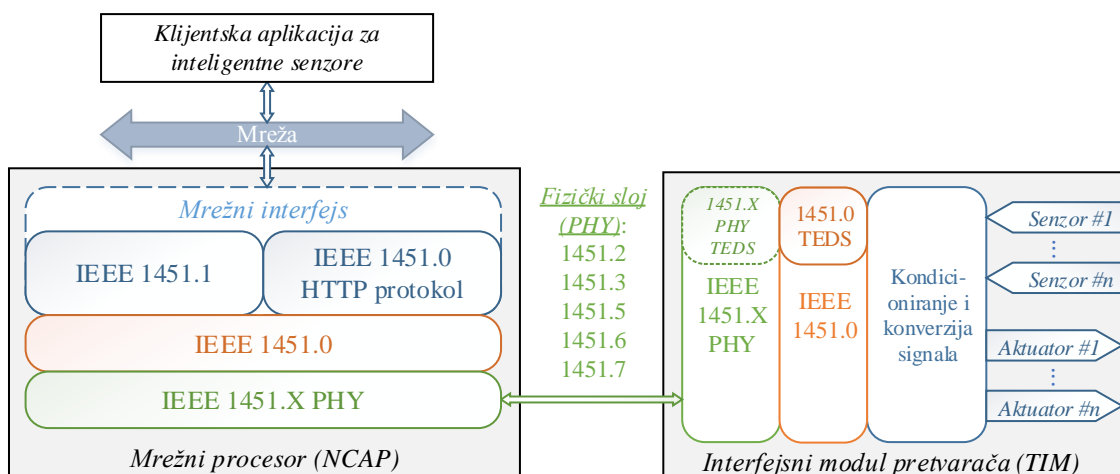 Klijentska aplikacija za
inteligentne senzore
Mreža
Mrežni interfejs
IEEE 1451.1
IEEE 1451.0
HTTP protokol
IEEE 1451.0
IEEE 1451.X PHY
Mrežni procesor (NCAP)
Fizički sloj
(PHY):
1451.2
1451.3
1451.5
1451.6
1451.7
1451.X
PHY
TEDS
IEEE
1451.X
PHY
1451.0
TEDS
IEEE
1451.0
Kondici-
oniranje i
konverzija
signala
Senzor #1
Senzor #n
Aktuator #1
Aktuator #n
Interfejsni modul pretvarača (TIM)